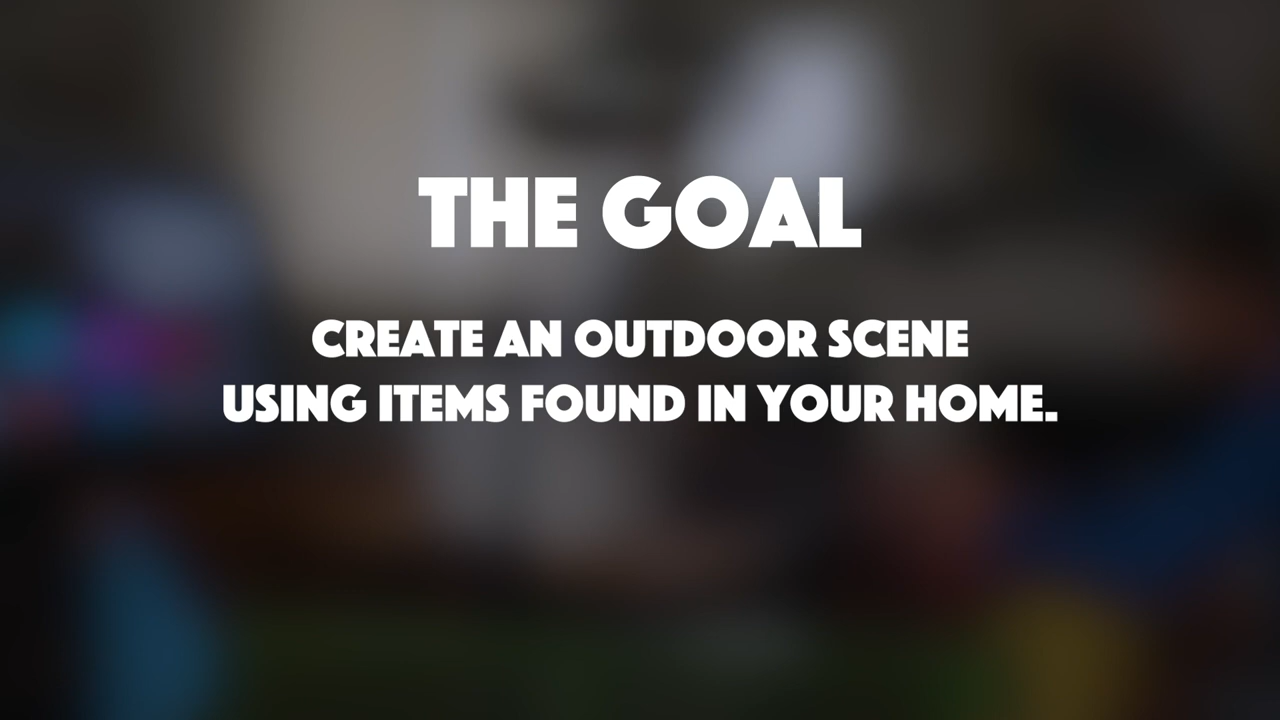 THE GOAL
CREATE AN OUTDOOR SCENE
USING ITEMS FOUND IN YOUR HOME.